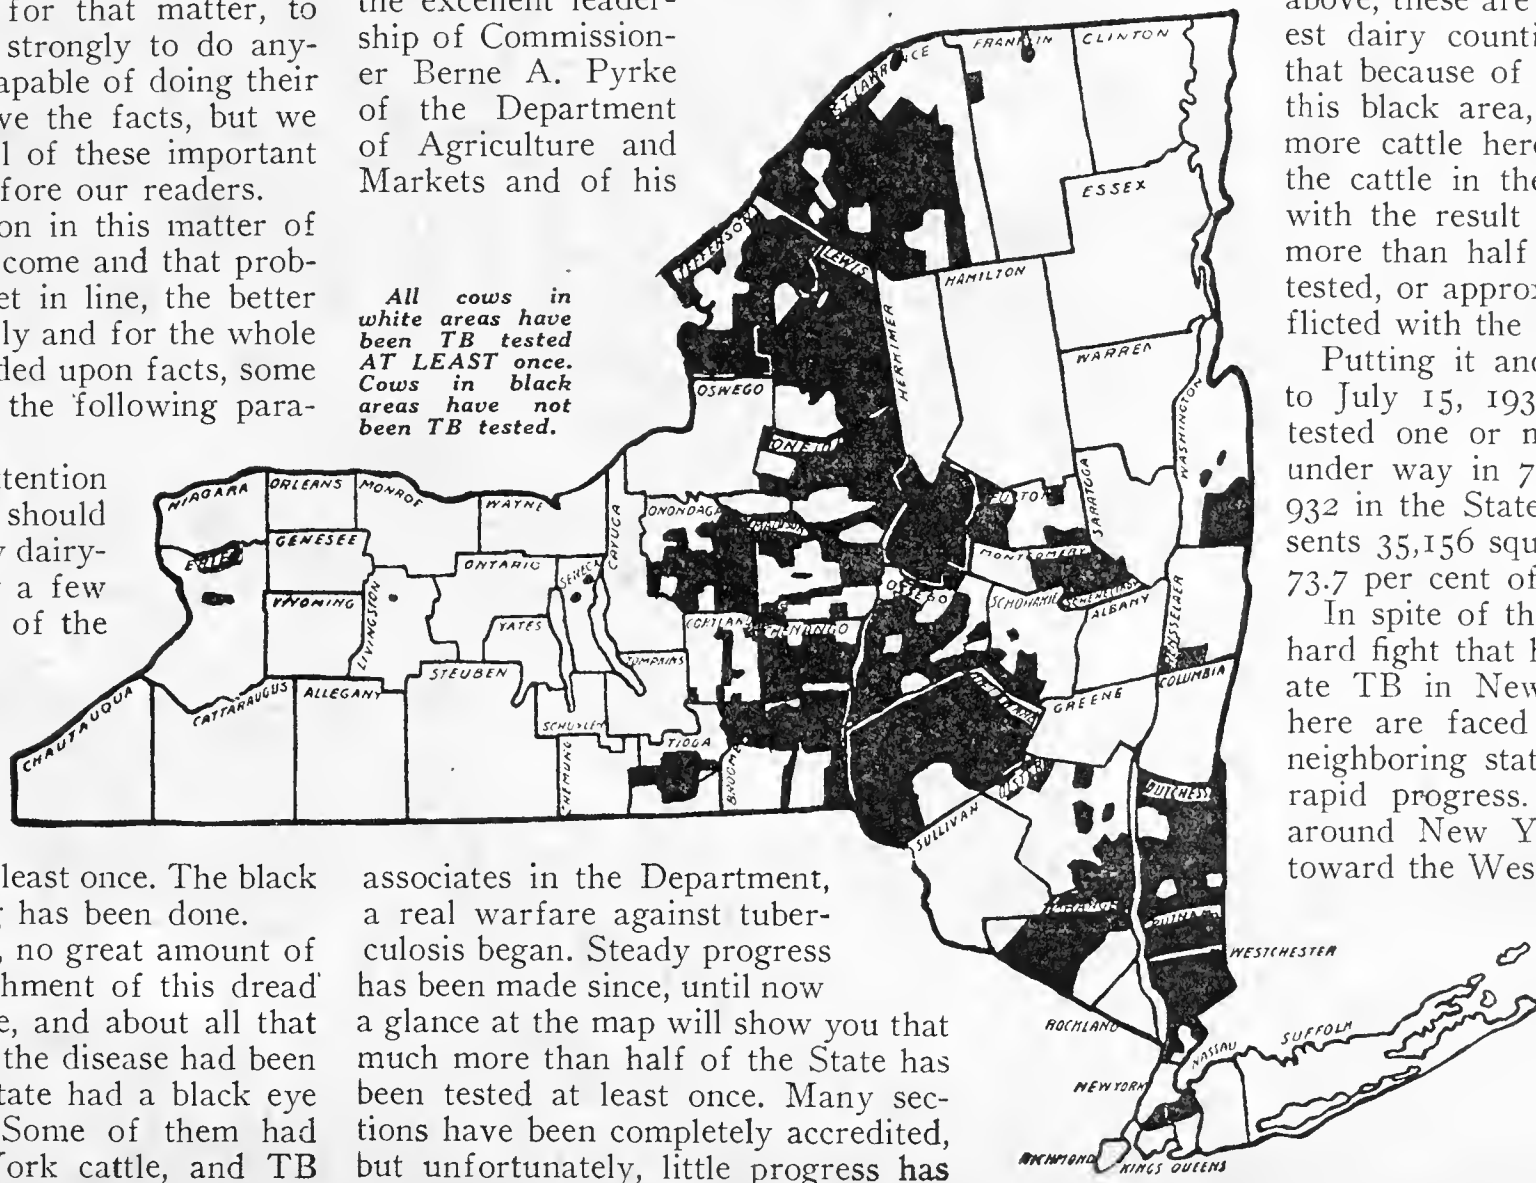 for that matter, to
strongly to do any-
apable of doing their
ve the facts, but we
l of these important
fore our readers.
on in this matter of
come and that prob-
et in line, the better
ly and for the whole
ded upon facts, some
the following para-
ttention
should
y dairy-
a few
of the
least once. The black
has been done.
, no great amount of
hment of this dread
e, and about all that
the disease had been
tate had a black eye
Some of them had
ork cattle, and TB
the excellent leader-
ship of Commission-
er Berne A. Pyrke
of the Department
of Agriculture and
Markets and of his
All cows in
white areas have
been TB tested
AT LEAST once.
Cows in black
areas have not
been TB tested.
associates in the Department,
a real warfare against tuber-
culosis began. Steady progress
has been made since, until now
a glance at the map will show you that
much more than half of the State has
been tested at least once. Many sec-
tions have been completely accredited,
but unfortunately, little progress has
ST. LAWRENCE
FRANKLIN
CLINTON
ESSEX
JEFFERSON
LEWIS
HAMILTON
HERKIMER
WARREN
WASHINGTON
OSWEGO
ONEIDA
SARATOGA
FULTON
MONTGOMERY
SCHENECTADY
NIAGARA
ORLEANS
MONROE
WAYNE
CAYUGA
ONONDAGA
ERIE
GENESEE
ONTARIO
SENECA
OTSEGO
SCHOHARIE
ALBANY
RENSSELAER
WYOMING
LIVINGSTON
YATES
CORTLAND
CHENANGO
TOMPKINS
STEUBEN
CHAUTAUQUA
CATTARAUGUS
ALLEGANY
SCHUYLER
CHEMUNG
TIOGA
BROOME
GREENE
COLUMBIA
ULSTER
DUTCHESS
SULLIVAN
PUTNAM
WESTCHESTER
ROCKLAND
NASSAU
SUFFOLK
NEW YORK
RICHMOND
KINGS QUEENS
above, these are
est dairy counti
that because of
this black area,
more cattle here
the cattle in the
with the result
more than half
tested, or approx
flicted with the
Putting it ano
to July 15, 193
tested one or m
under way in 7
932 in the State
sents 35,156 squ
73.7 per cent of
In spite of th
hard fight that h
ate TB in New
here are faced
neighboring stat
rapid progress.
around New Y
toward the Wes